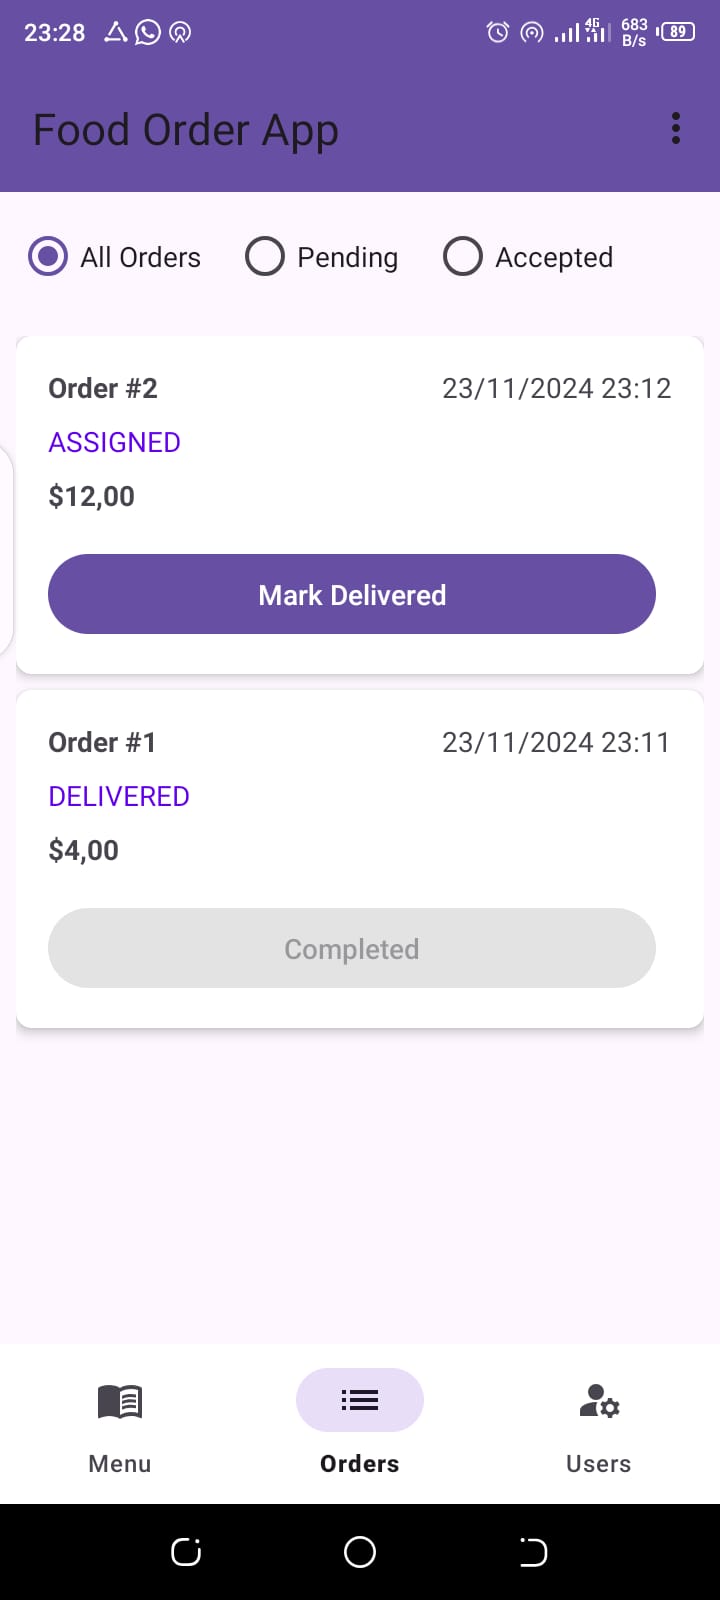 23:28 4G 683 B/s 89
Food Order App
All Orders Pending Accepted
Order #2 23/11/2024 23:12
ASSIGNED
$12,00
Mark Delivered
Order #1 23/11/2024 23:11
DELIVERED
$4,00
Completed
Menu Orders Users